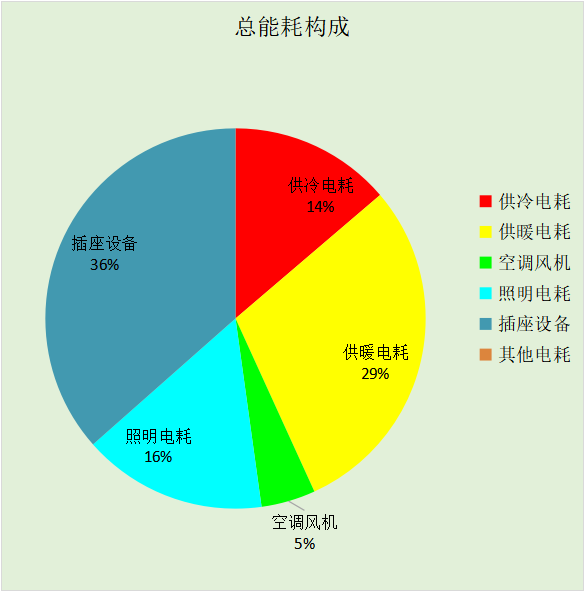 总能耗构成
供冷电耗
14%
供暖电耗
29%
空调风机
5%
照明电耗
16%
插座设备
36%
供冷电耗
供暖电耗
空调风机
照明电耗
插座设备
其他电耗